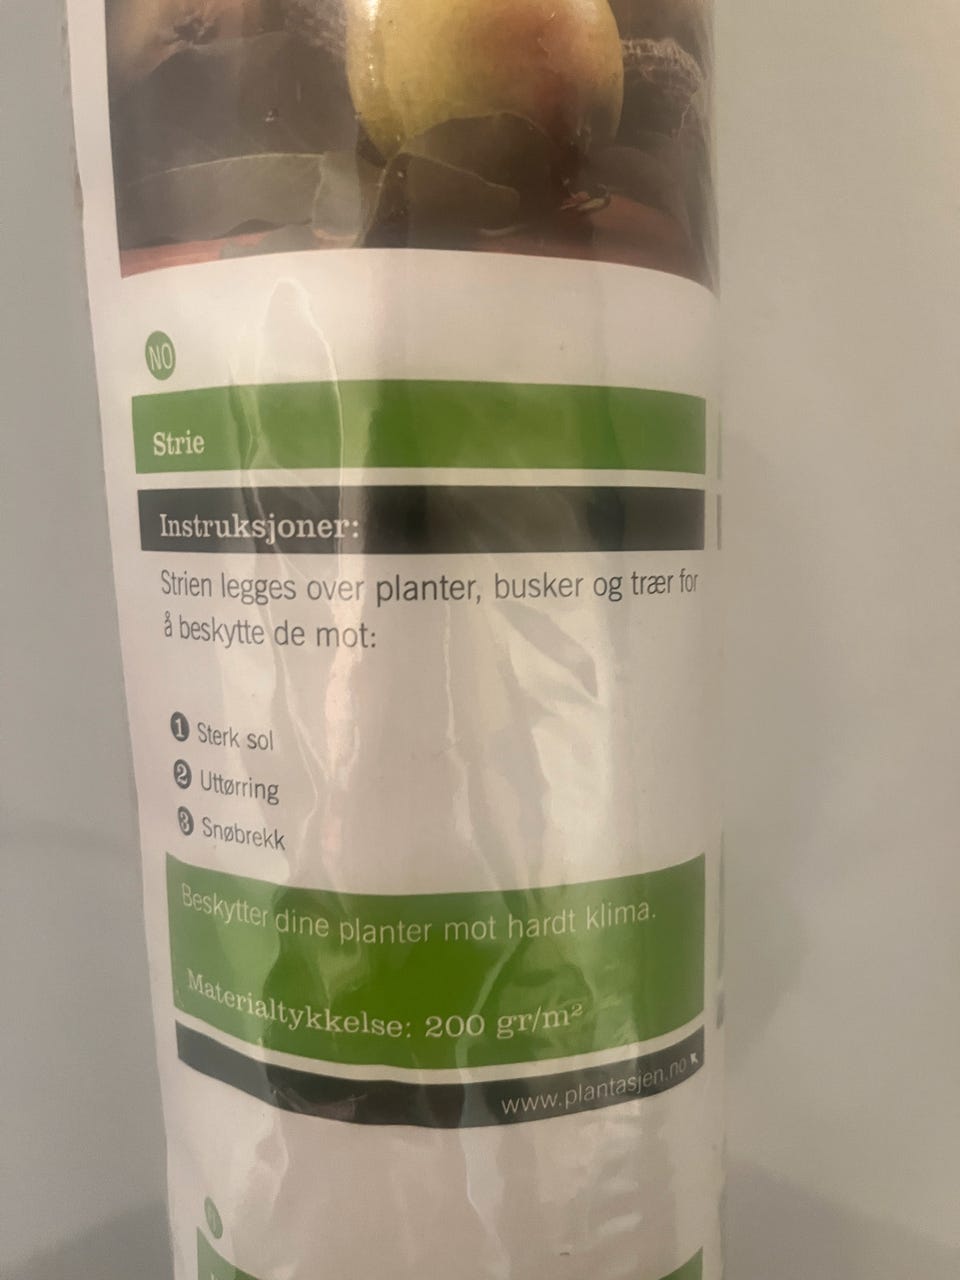 NO
Strie
Instruksjoner:
Strien legges over planter, busker og trær for
å beskytte de mot:
1 Sterk sol
2 Uttørring
3 Snøbrekk
Beskytter dine planter mot hardt klima.
Materialtykkelse: 200 gr/m²
www.plantasjen.no